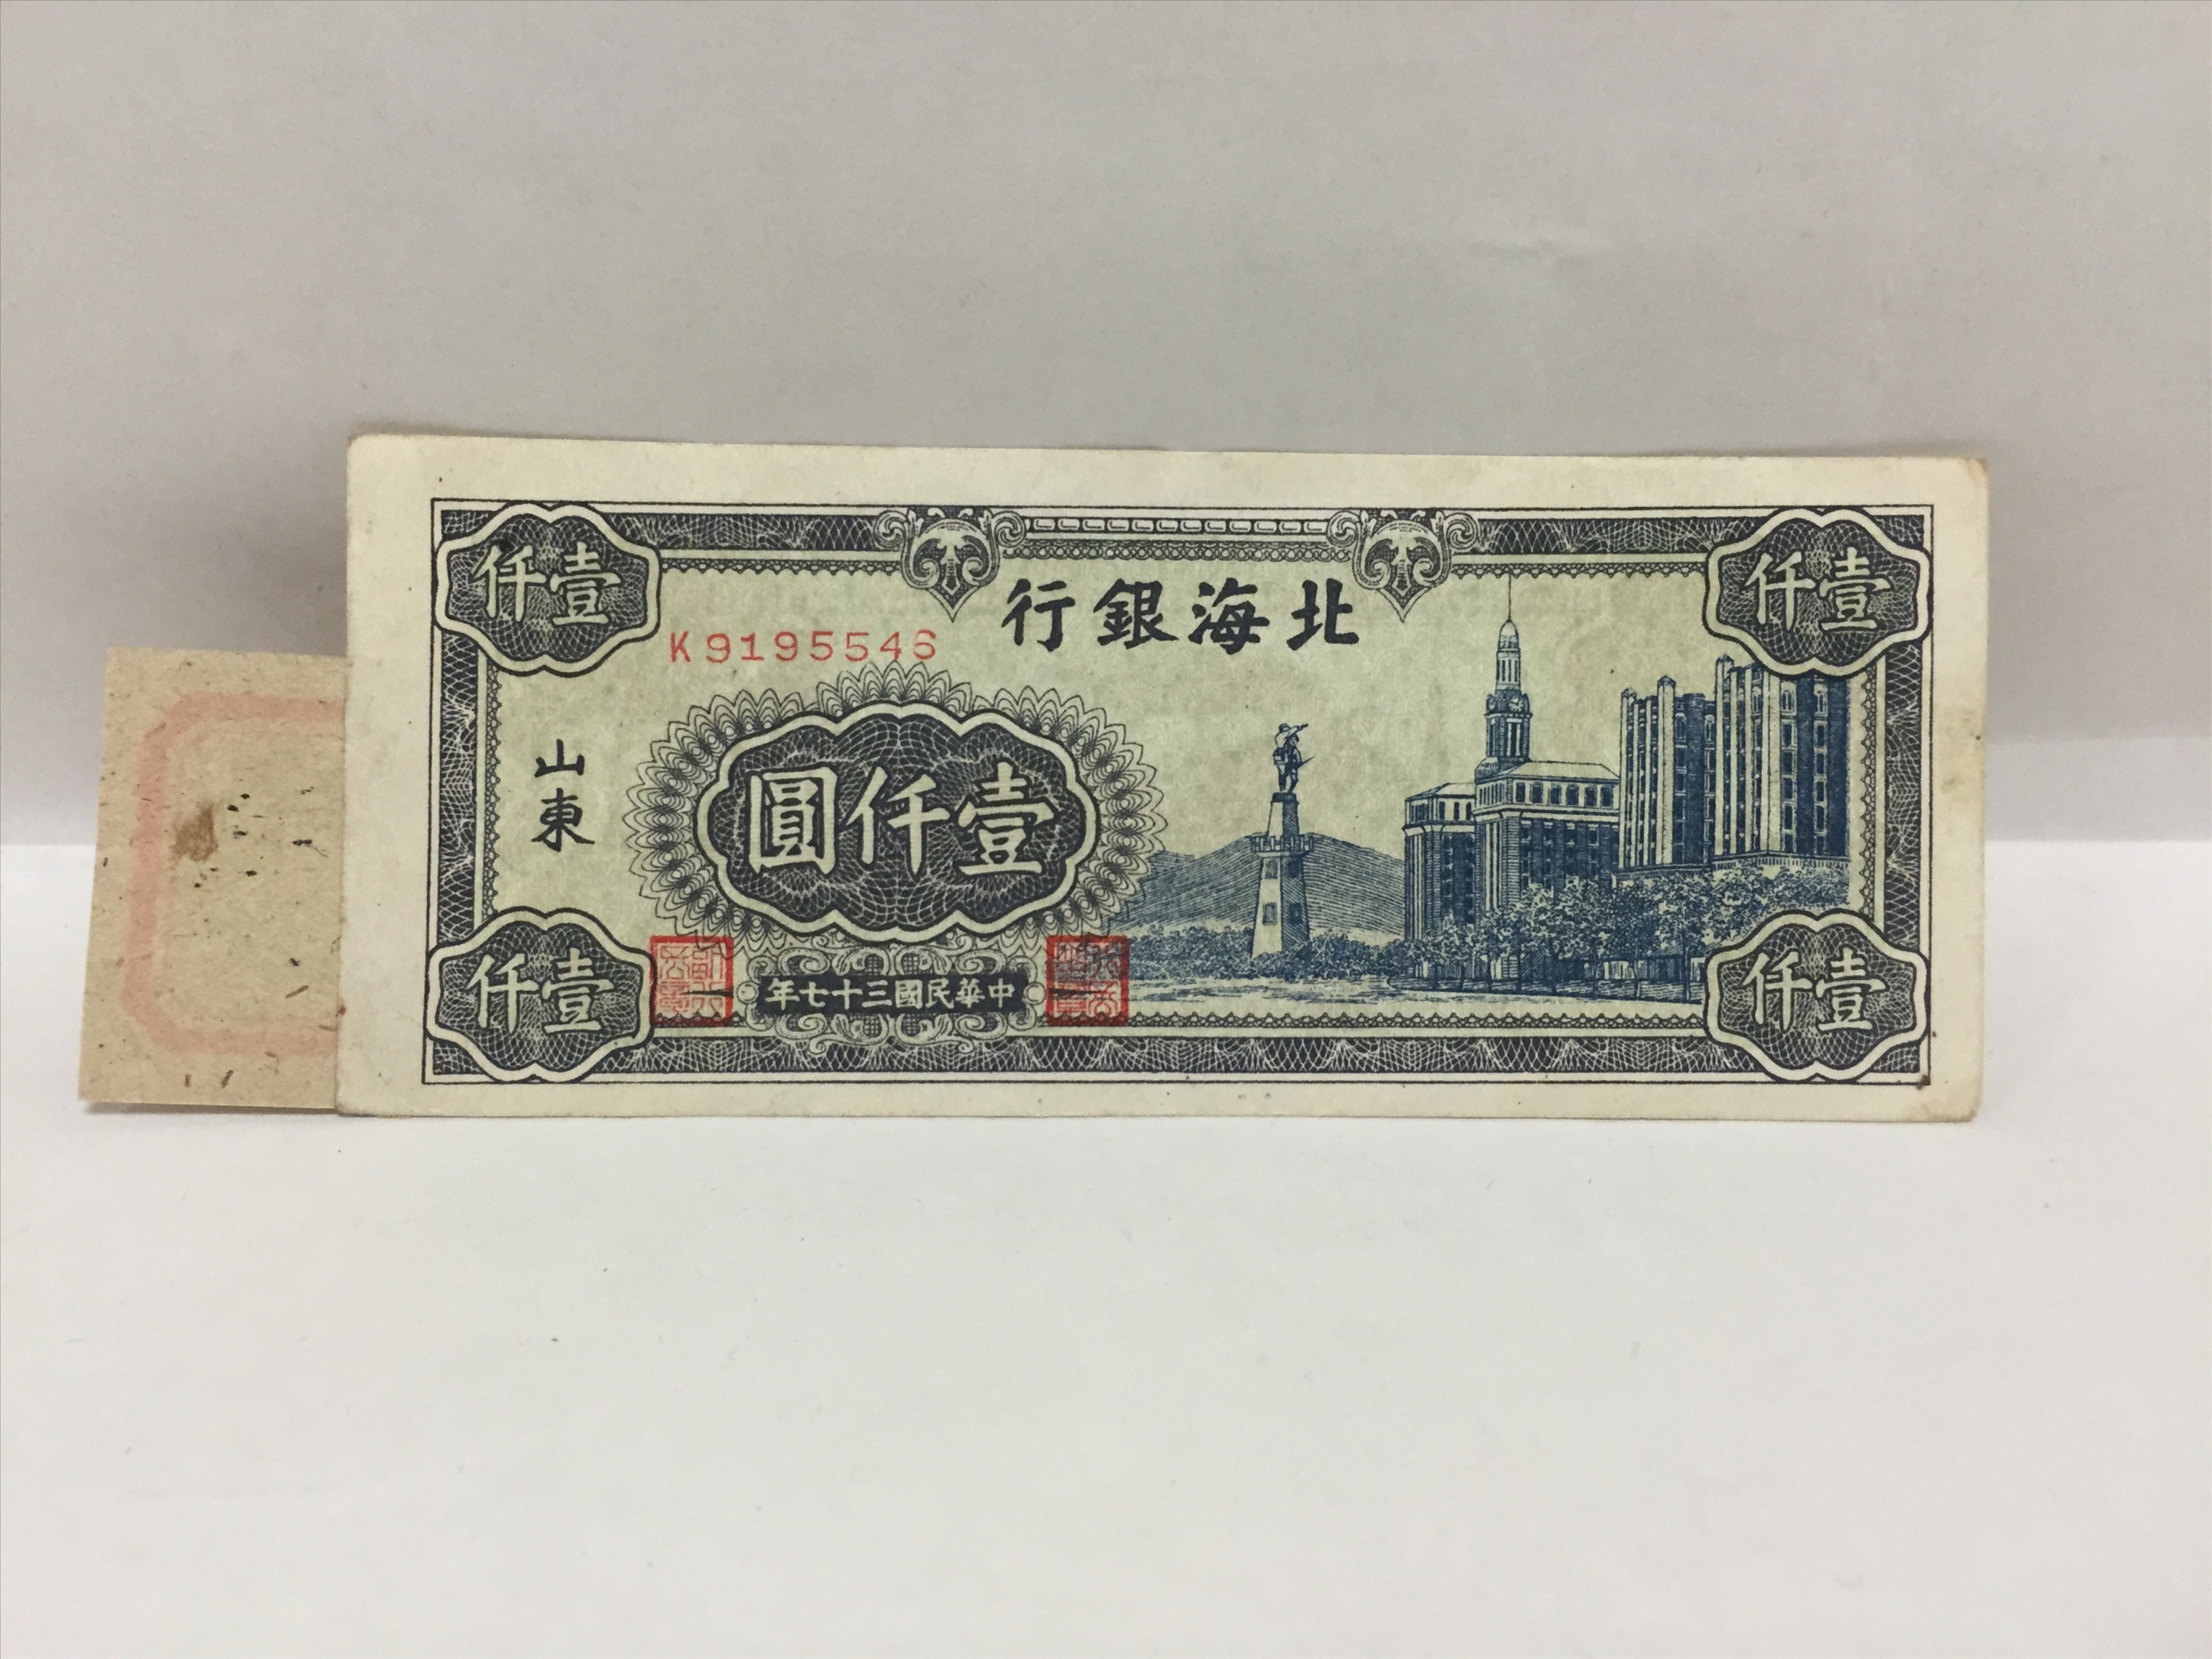 北海銀行
壹仟
壹仟
K9195546
山東
壹仟圓
壹仟
壹仟
中華民國三十七年